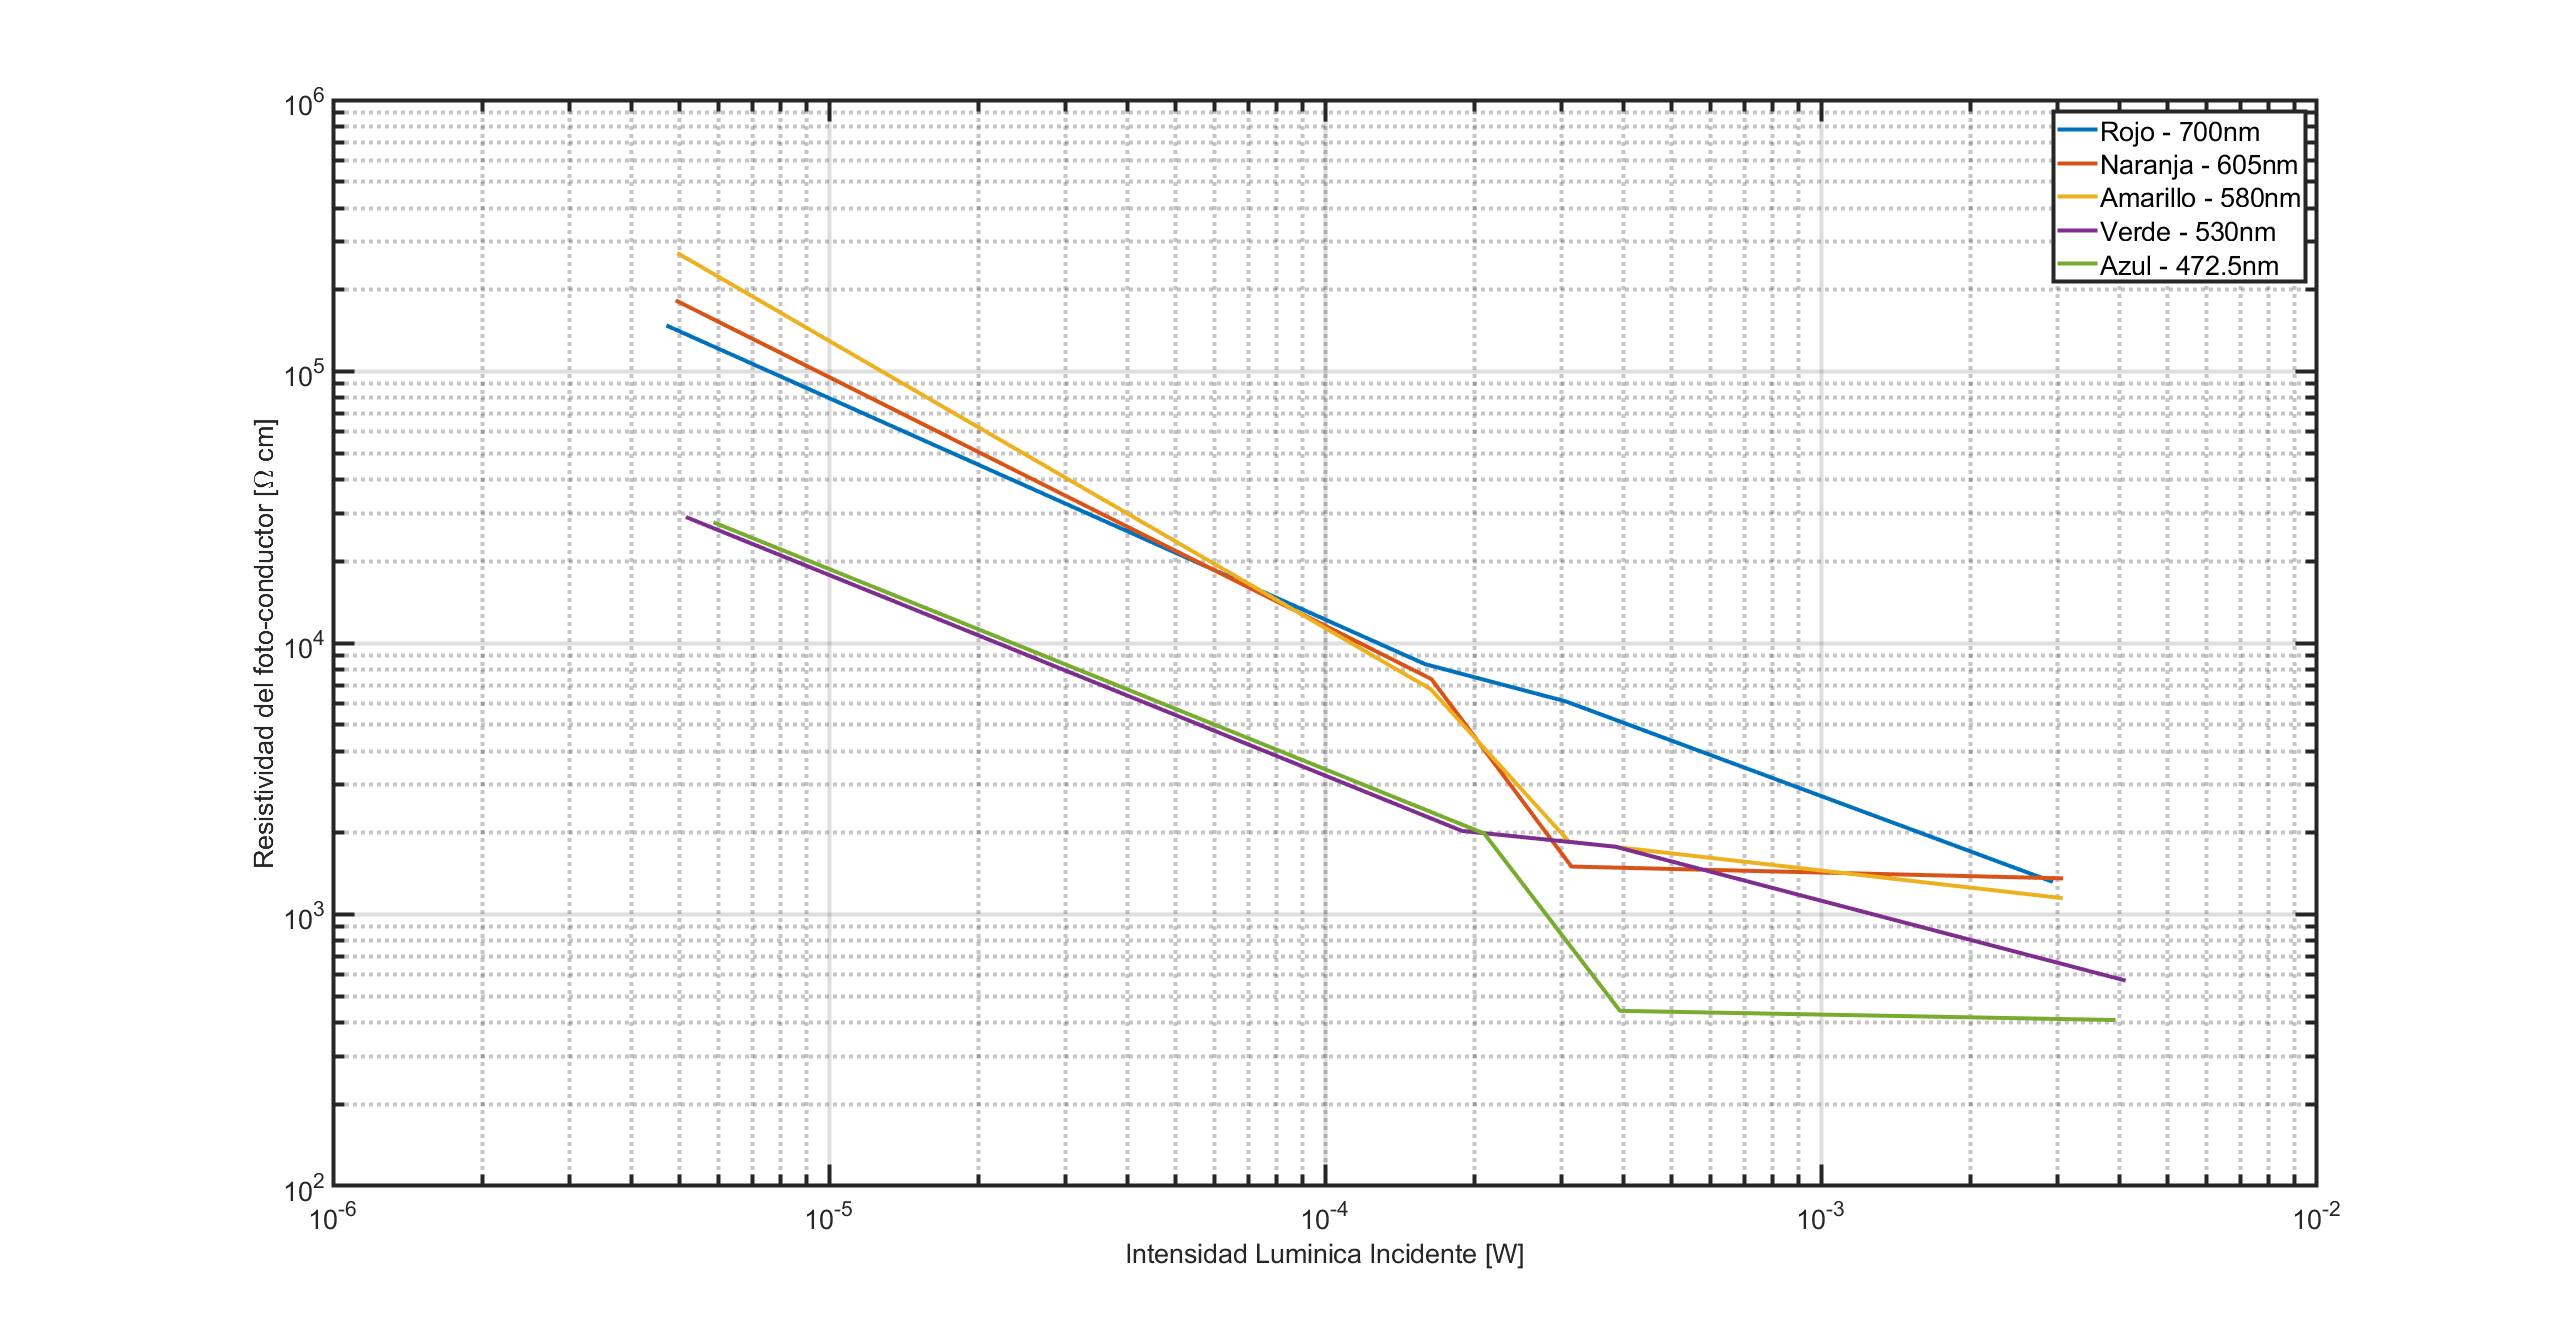 10^6
10^5
10^4
10^3
10^2
Resistividad del foto-conductor [Ω cm]
Rojo - 700nm
Naranja - 605nm
Amarillo - 580nm
Verde - 530nm
Azul - 472.5nm
10^-6 10^-5 10^-4 10^-3 10^-2
Intensidad Luminica Incidente [W]